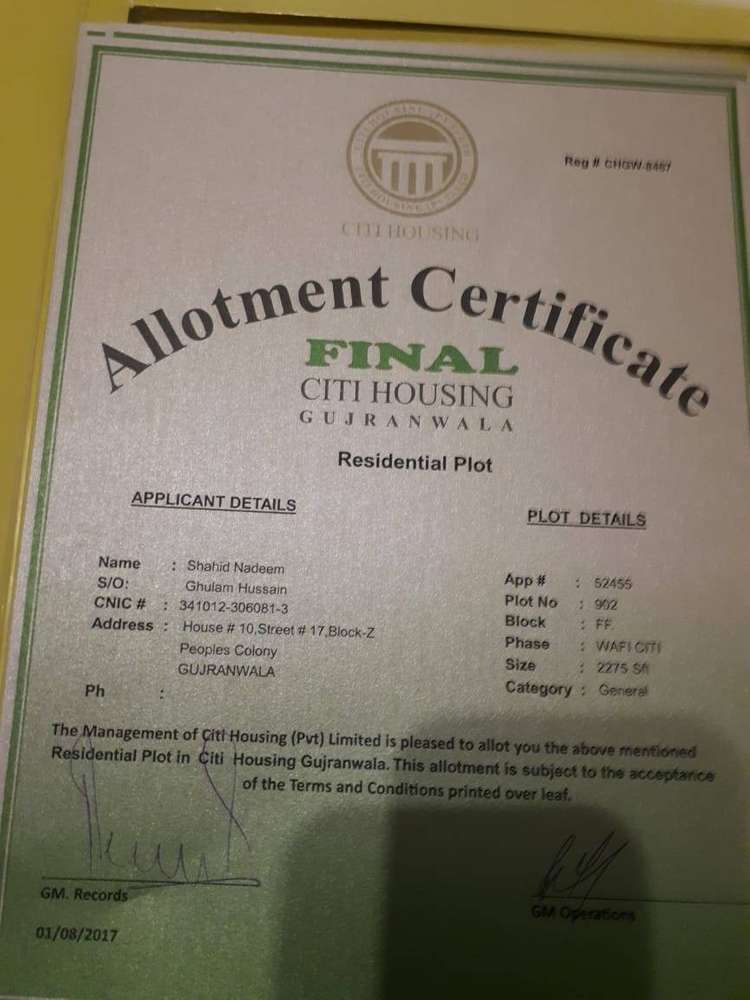 Reg # CHGW-8467
CITI HOUSING
Allotment Certificate
FINAL
CITI HOUSING
GUJRANWALA
Residential Plot
APPLICANT DETAILS
Name : Shahid Nadeem
S/O: Ghulam Hussain
CNIC # : 341012-306081-3
Address : House # 10,Street # 17,Block-Z
Peoples Colony
GUJRANWALA
Ph :
PLOT DETAILS
App # : 52455
Plot No : 902
Block : FF
Phase : WAFI CITI
Size : 2275 Sft
Category : General
The Management of Citi Housing (Pvt) Limited is pleased to allot you the above mentioned
Residential Plot in Citi Housing Gujranwala. This allotment is subject to the acceptance
of the Terms and Conditions printed over leaf.
GM. Records
GM Operations
01/08/2017